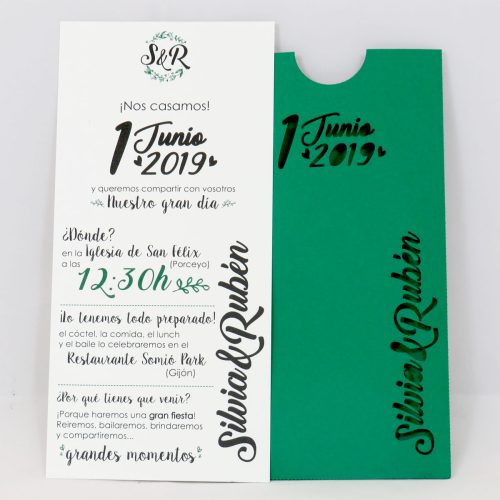 S&R
¡Nos casamos!
1 Junio
2019
y queremos compartir con vosotros
Nuestro gran día
¿Dónde?
en la Iglesia de San Félix
a las (Porceyo)
12:30h
¡lo tenemos todo preparado!
el cóctel, la comida, el lunch
y el baile lo celebraremos en el
Restaurante Somió Park
(Gijón)
¿Por qué tienes que venir?
¡Porque haremos una gran fiesta!
Reiremos, bailaremos, brindaremos
y compartiremos...
grandes momentos
Silvia&Rubén
1 Junio
2019
Silvia&Rubén